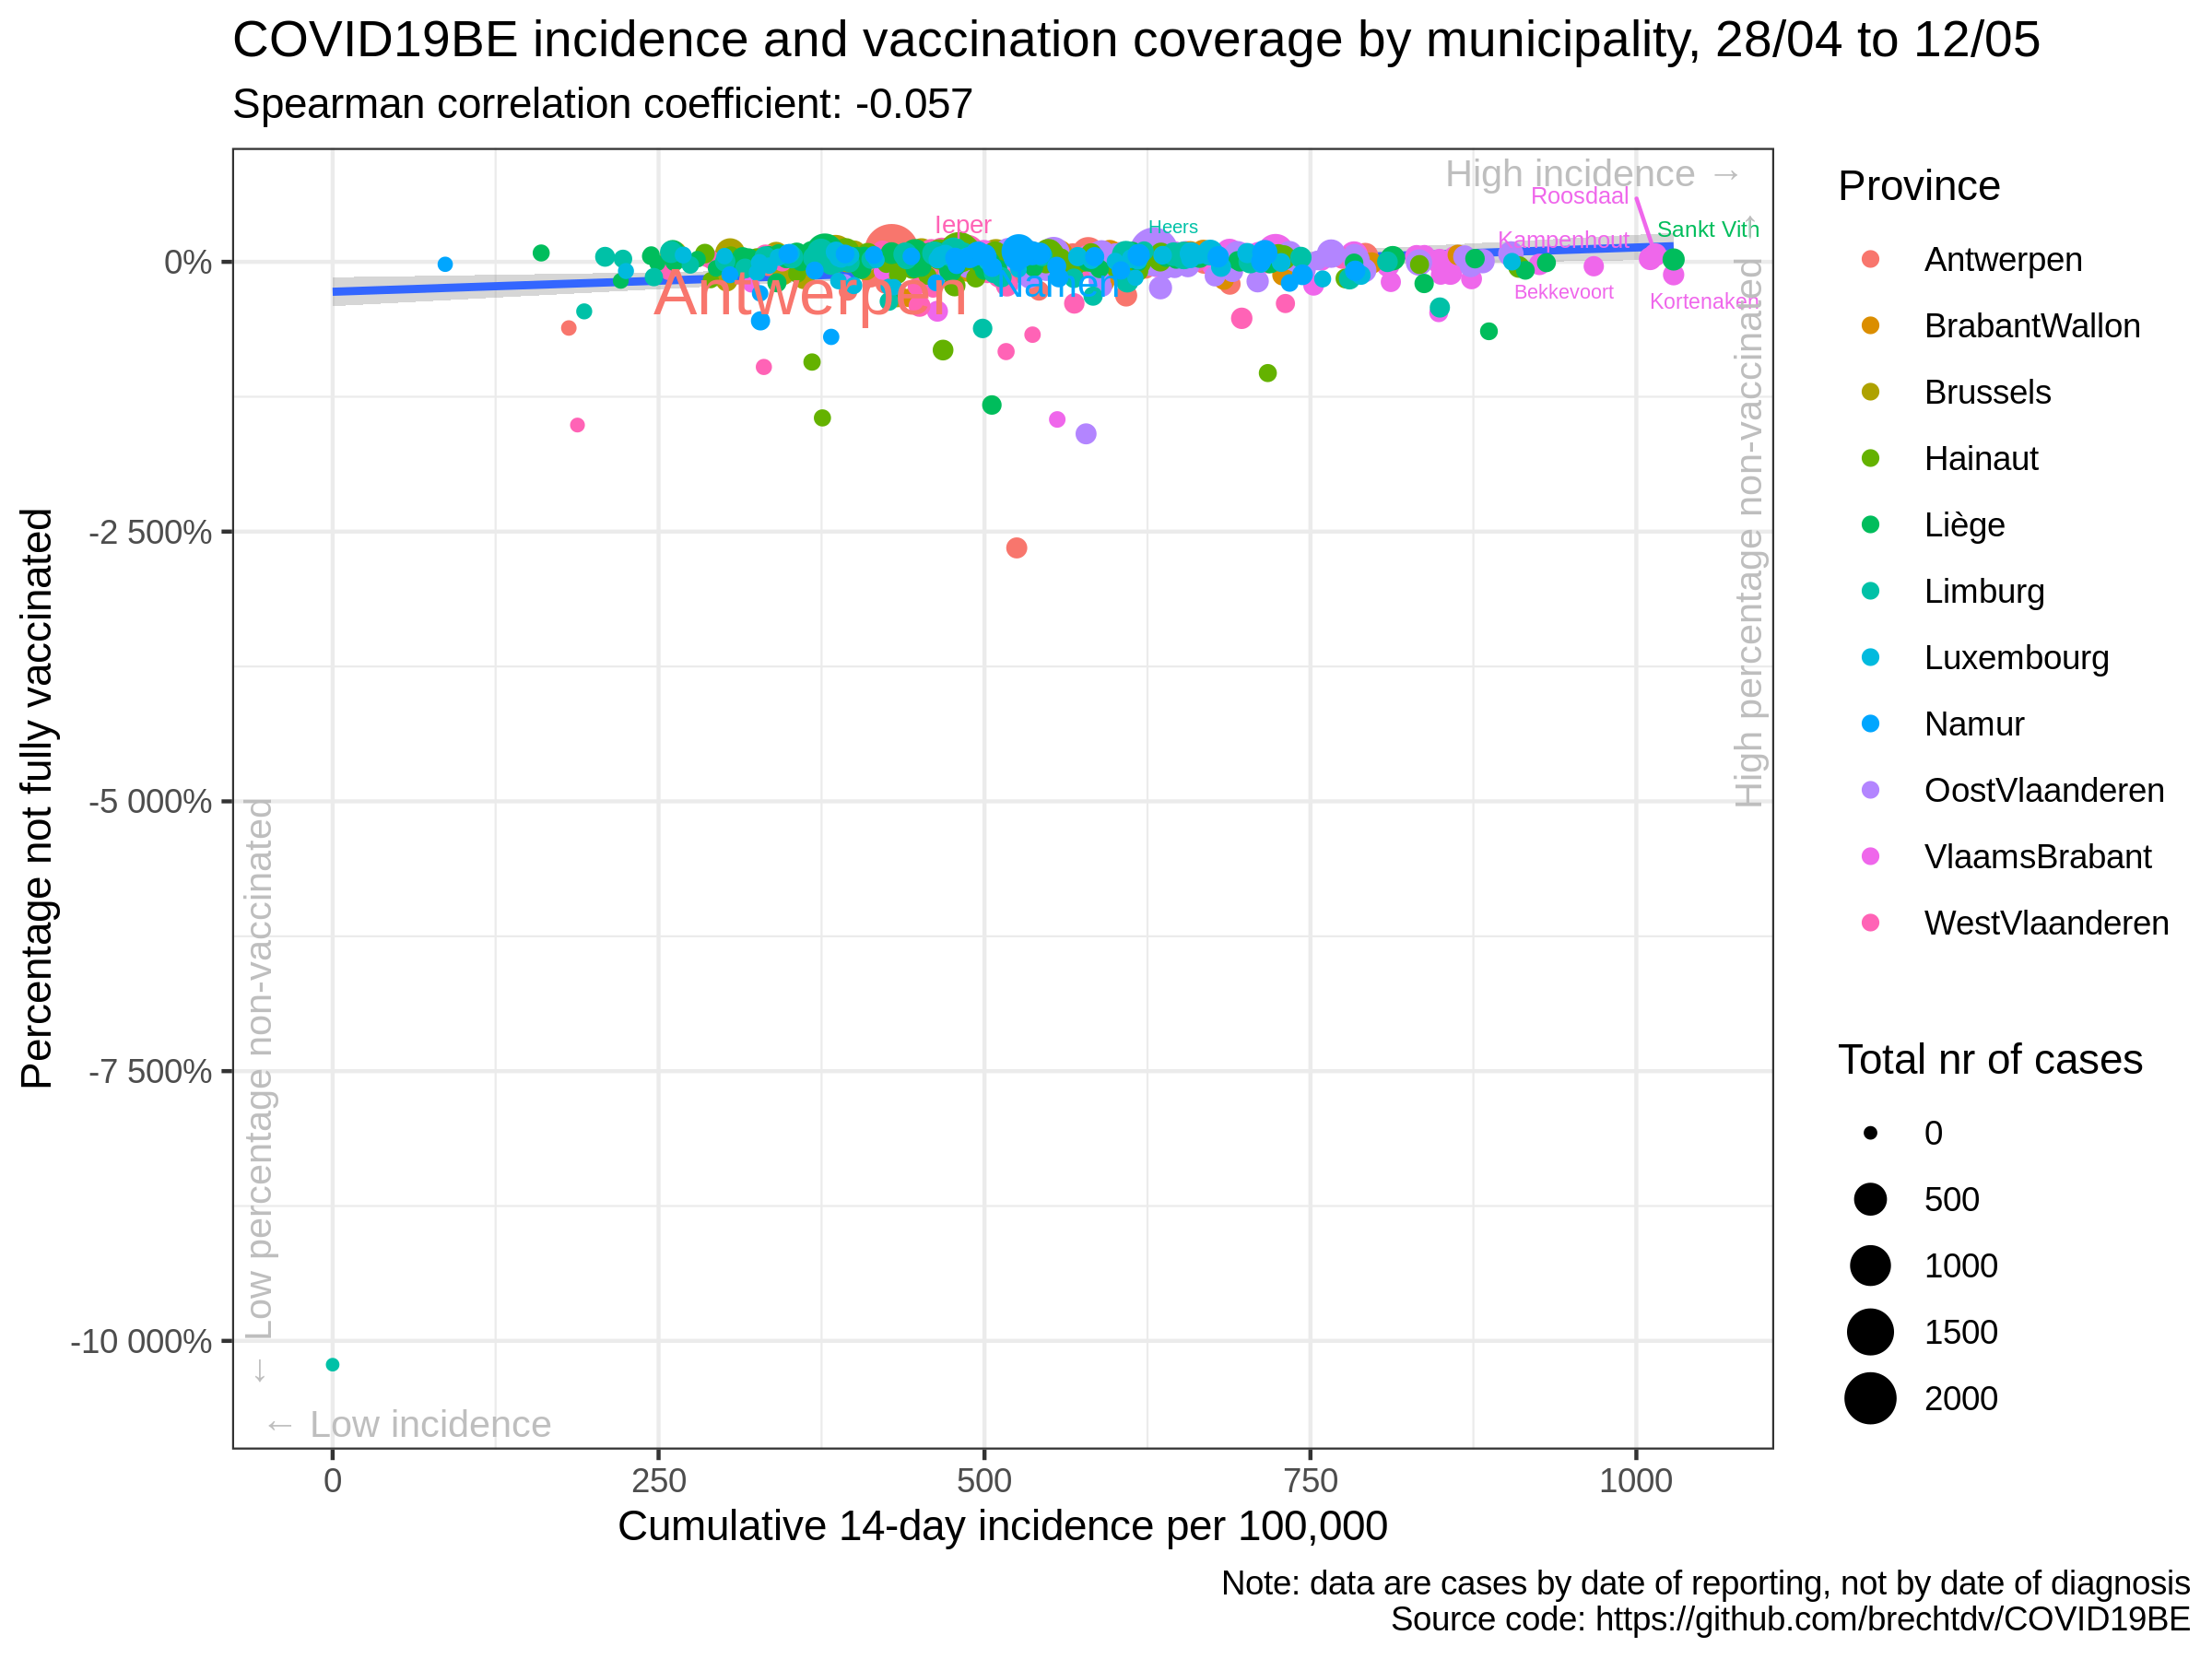 COVID19BE incidence and vaccination coverage by municipality, 28/04 to 12/05
Spearman correlation coefficient: -0.057
High incidence →
Roosdaal
Ieper
Heers
Kampenhout
Sankt Vith
Antwerpen
Bekkevoort
Kortenaken
High percentage non-vaccinated →
Low percentage non-vaccinated
←
← Low incidence
0%
-2 500%
-5 000%
-7 500%
-10 000%
Percentage not fully vaccinated
0
250
500
750
1000
Cumulative 14-day incidence per 100,000
Province
Antwerpen
BrabantWallon
Brussels
Hainaut
Liège
Limburg
Luxembourg
Namur
OostVlaanderen
VlaamsBrabant
WestVlaanderen
Total nr of cases
0
500
1000
1500
2000
Note: data are cases by date of reporting, not by date of diagnosis
Source code: https://github.com/brechtdv/COVID19BE